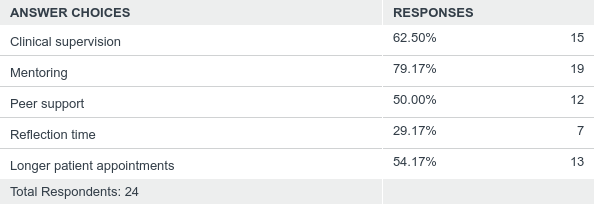 ANSWER CHOICES RESPONSES
Clinical supervision 62.50% 15
Mentoring 79.17% 19
Peer support 50.00% 12
Reflection time 29.17% 7
Longer patient appointments 54.17% 13
Total Respondents: 24